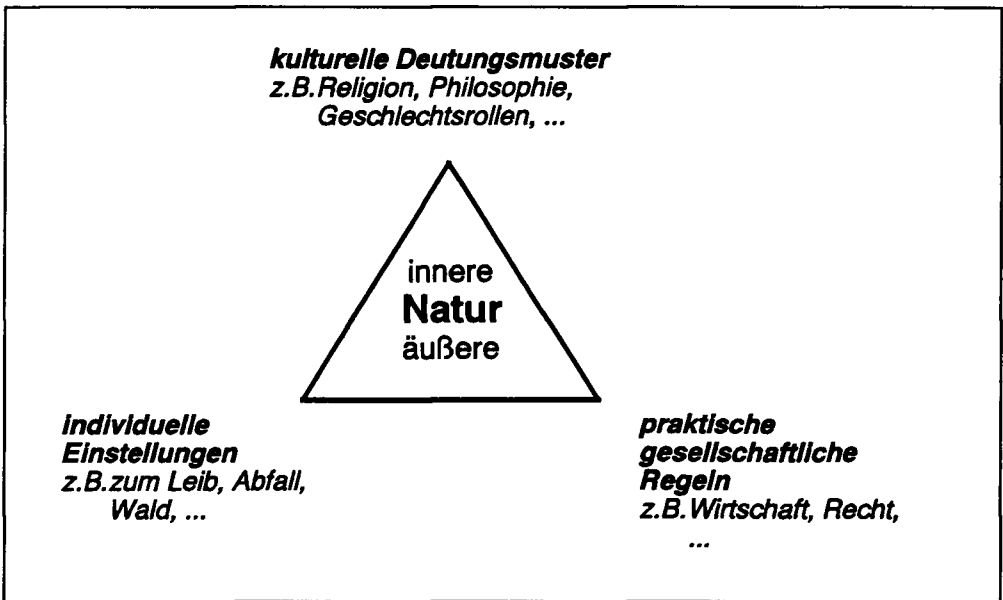 kulturelle Deutungsmuster
z.B. Religion, Philosophie,
Geschlechtsrollen, ...
innere
Natur
äußere
individuelle
Einstellungen
z.B. zum Leib, Abfall,
Wald, ...
praktische
gesellschaftliche
Regeln
z.B. Wirtschaft, Recht,
...